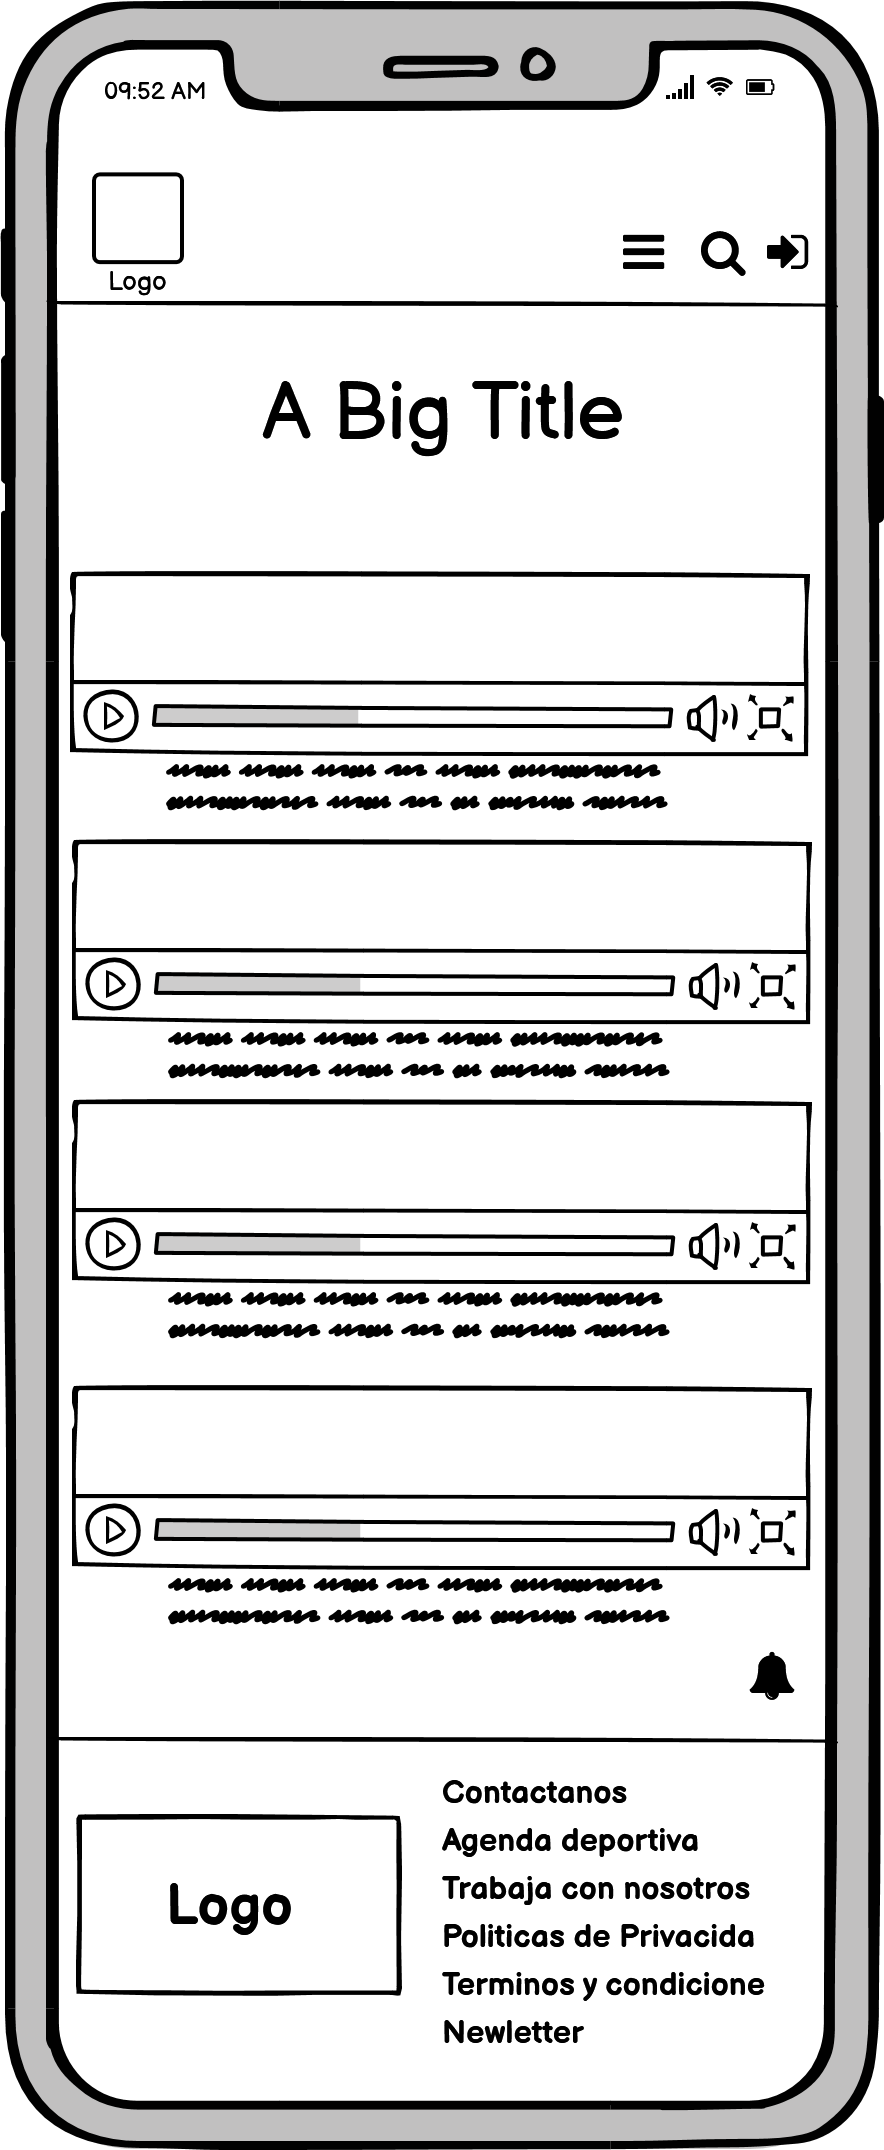 09:52 AM
Logo
A Big Title
Contactanos
Agenda deportiva
Trabaja con nosotros
Politicas de Privacida
Terminos y condicione
Newletter
Logo